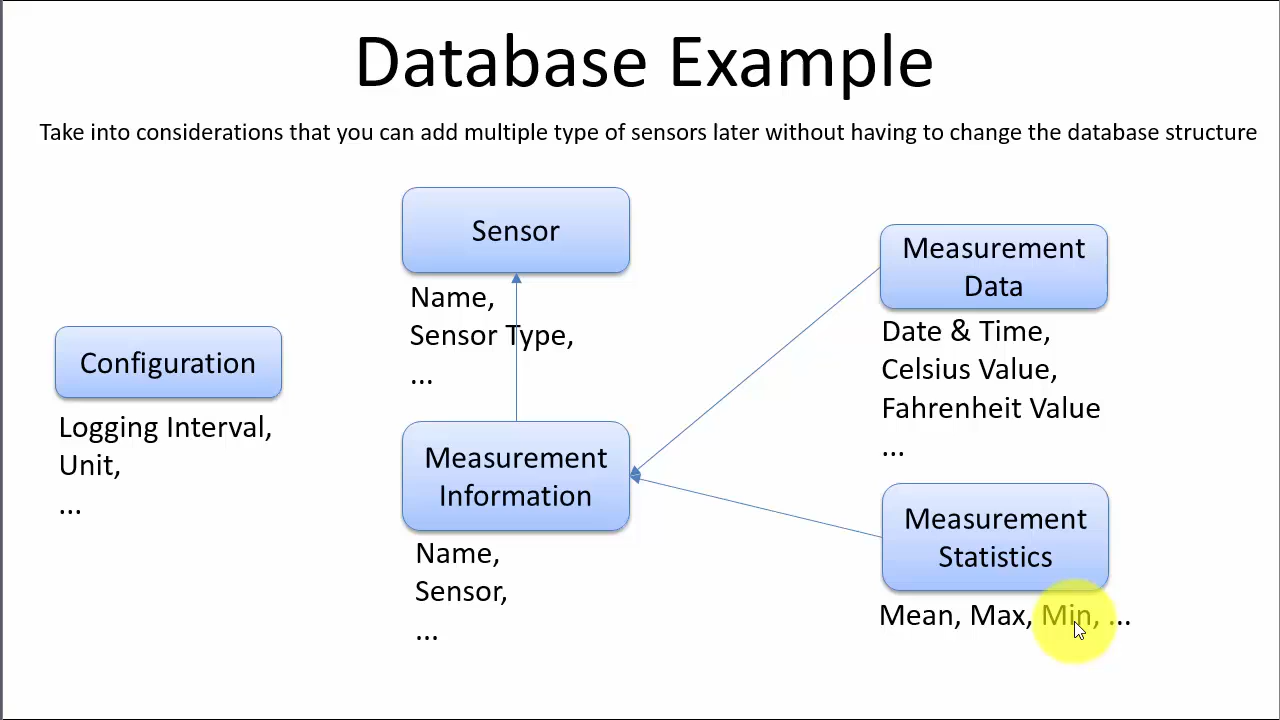 Database Example
Take into considerations that you can add multiple type of sensors later without having to change the database structure
Sensor
Name,
Sensor Type,
...
Configuration
Logging Interval,
Unit,
...
Measurement
Information
Name,
Sensor,
...
Measurement
Data
Date & Time,
Celsius Value,
Fahrenheit Value
...
Measurement
Statistics
Mean, Max, Min, ...